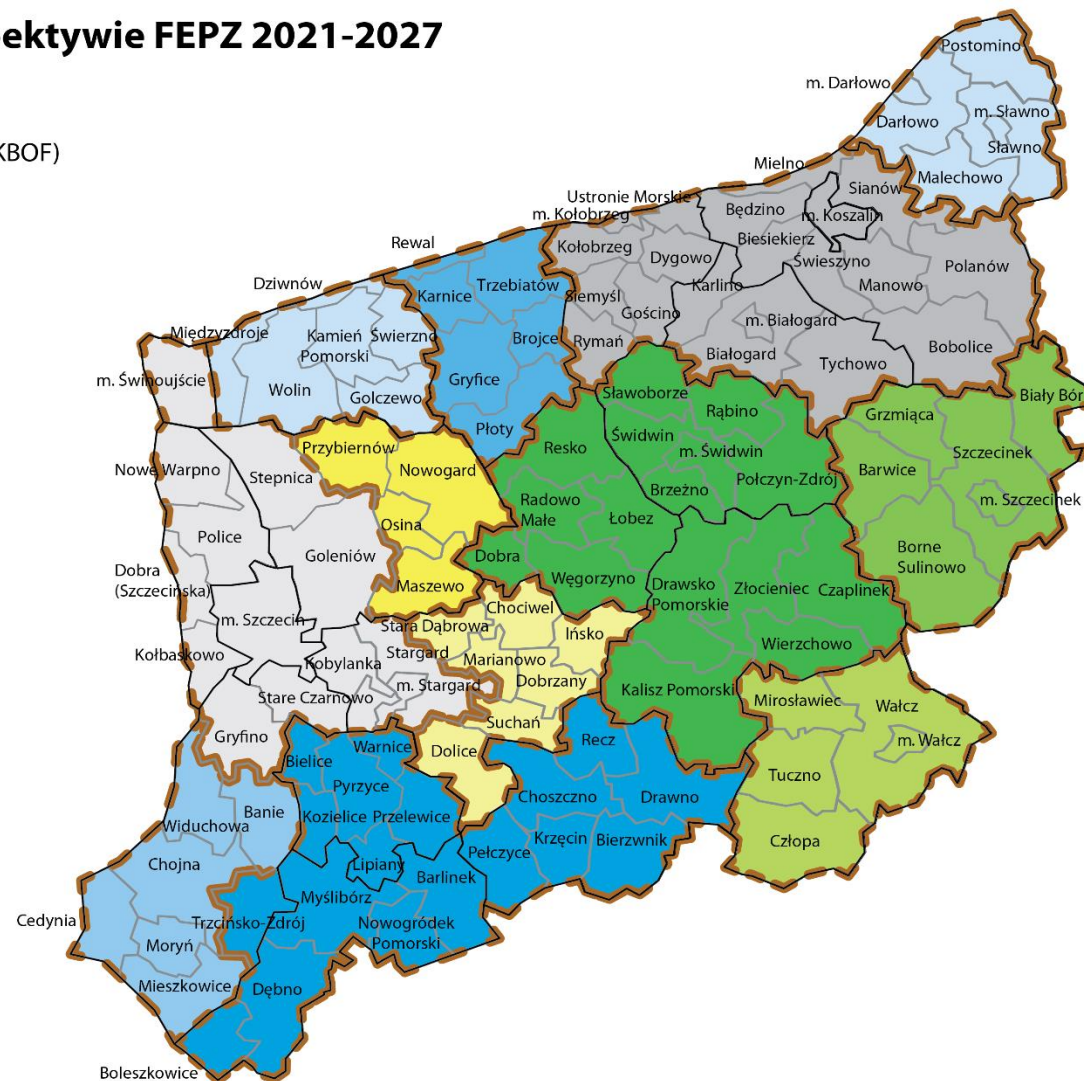 ektywie FEPZ 2021-2027
KBOF)
Postomino
m. Darłowo
Darłowo
m. Sławno
Sławno
Malechowo
Mielno
Sianów
Ustronie Morskie
m. Kołobrzeg
Będzino
m. Koszalin
Kołobrzeg
Biesiekierz
Rewal
Dygowo
Świeszyno
Polanów
Dziwnów
Karnice
Trzebiatów
Siemyśl
Karlino
Manowo
Gościno
m. Białogard
Międzyzdroje
Kamień
Pomorski
Świerzno
Brojce
Rymań
Białogard
Tychowo
Bobolice
m. Świnoujście
Wolin
Golczewo
Gryfice
Sławoborze
Rąbino
Grzmiąca
Biały Bór
Płoty
Świdwin
m. Świdwin
Szczecinek
Przybiernów
Resko
Nowe Warpno
Stepnica
Nowogard
Brzeżno
Połczyn-Zdrój
Barwice
m. Szczecinek
Radowo
Małe
Łobez
Osina
Police
Goleniów
Dobra
Borne
Sulinowo
Dobra
(Szczecińska)
Maszewo
Węgorzyno
Drawsko
Pomorskie
Złocieniec
Czaplinek
m. Szczecin
Chociwel
Stara Dąbrowa
Ińsko
Wierzchowo
Kołbaskowo
Kobylanka
Stargard
Marianowo
Dobrzany
m. Stargard
Stare Czarnowo
Kalisz Pomorski
Mirosławiec
Wałcz
Suchań
m. Wałcz
Gryfino
Warnice
Dolice
Recz
Bielice
Pyrzyce
Tuczno
Choszczno
Drawno
Banie
Kozielice
Przelewice
Widuchowa
Krzęcin
Bierzwnik
Człopa
Pełczyce
Chojna
Lipiany
Barlinek
Myślibórz
Cedynia
Trzcińsko-Zdrój
Nowogródek
Pomorski
Moryń
Mieszkowice
Dębno
Boleszkowice